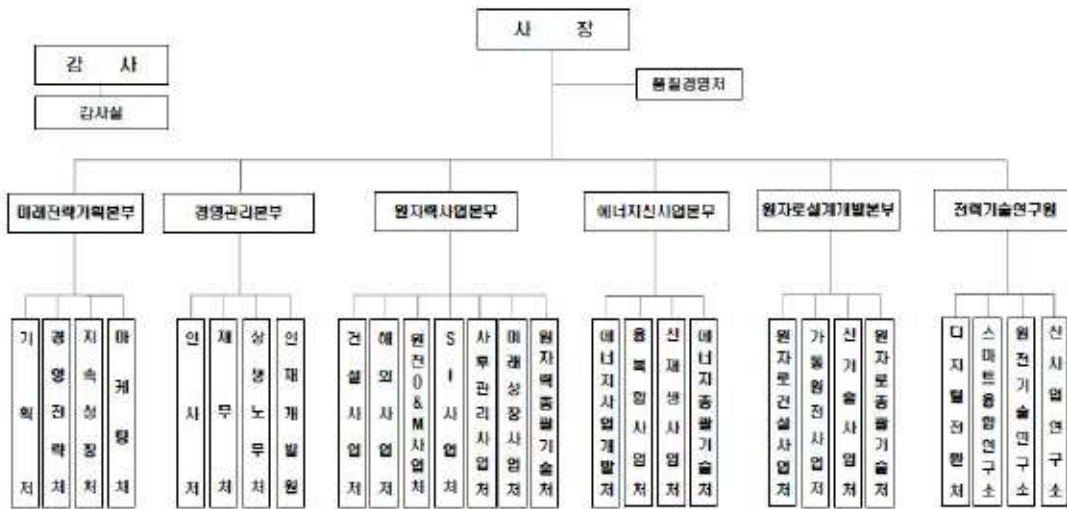 사 장
감 사
품질경영처
감사실
미래전략기획본부
경영관리본부
원자력사업본부
에너지신사업본부
원자로설계개발본부
전력기술연구원
기획처
경영전략처
지속성장처
마케팅처
인사처
재무처
상생노무처
인재개발원
건설사업처
해외사업처
원전O&M사업처
SI사업처
사후관리사업처
미래성장사업처
원자력총괄기술처
에너지사업개발처
융복합사업처
신재생사업처
에너지총괄기술처
원자로건설사업처
가동원전사업처
신기술사업처
원자로총괄기술처
디지털전환처
스마트융합연구소
원전기술연구소
신사업연구소